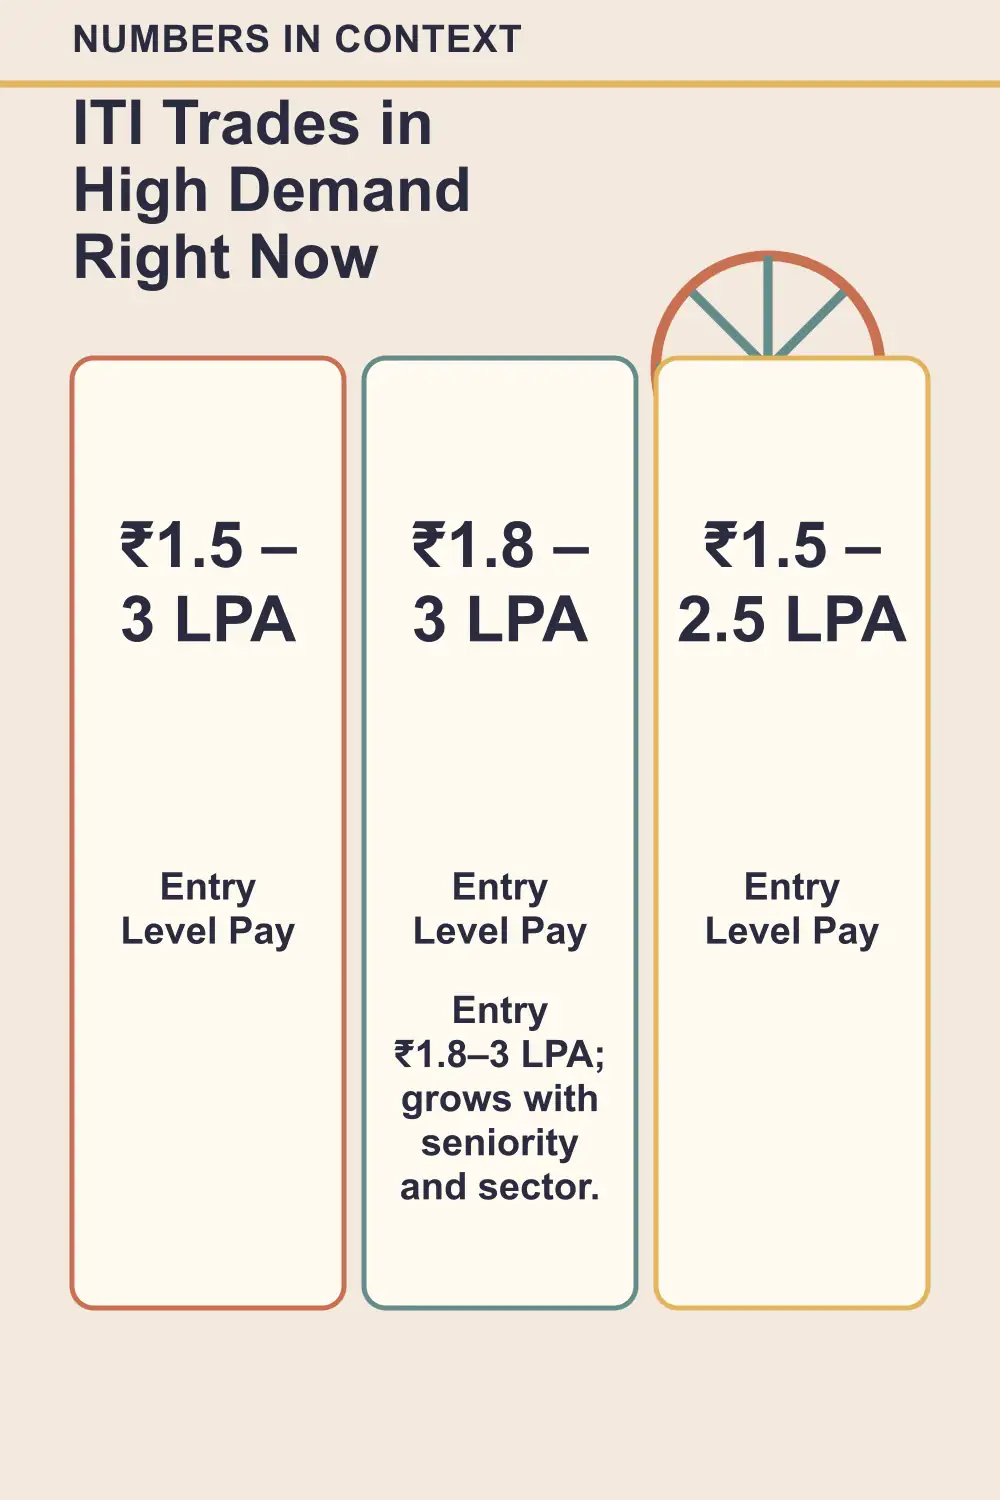 NUMBERS IN CONTEXT
ITI Trades in
High Demand
Right Now
₹1.5 –
3 LPA
Entry
Level Pay
₹1.8 –
3 LPA
Entry
Level Pay
Entry
₹1.8–3 LPA;
grows with
seniority
and sector.
₹1.5 –
2.5 LPA
Entry
Level Pay